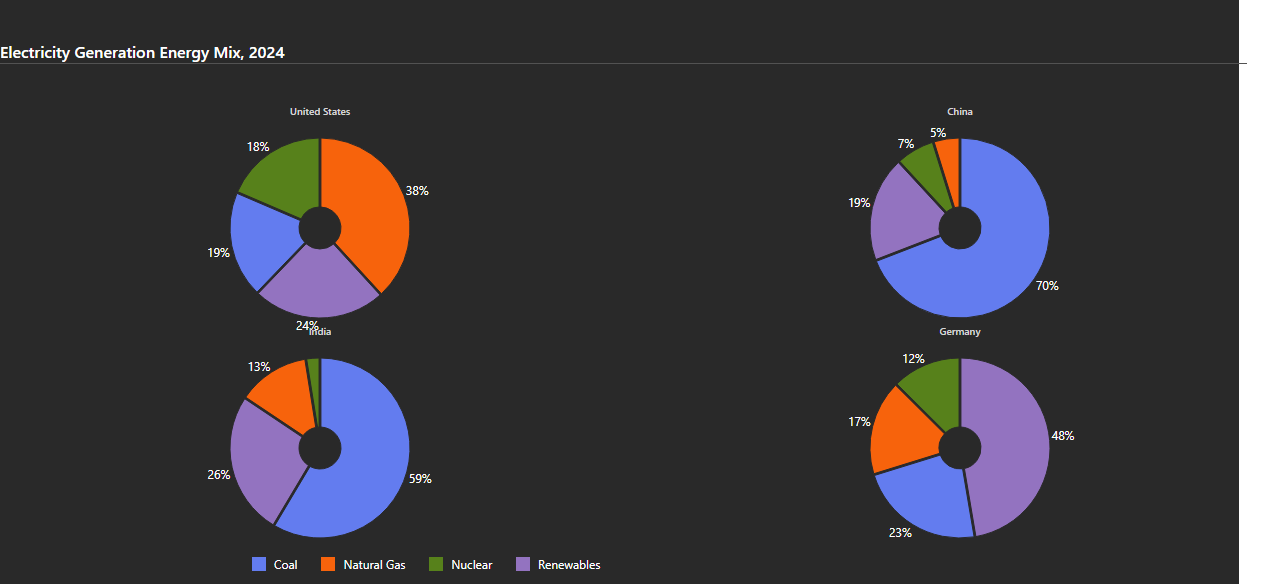 Electricity Generation Energy Mix, 2024
United States
18%
38%
19%
24%
China
5%
7%
19%
70%
India
13%
26%
59%
Germany
12%
17%
48%
23%
Coal Natural Gas Nuclear Renewables